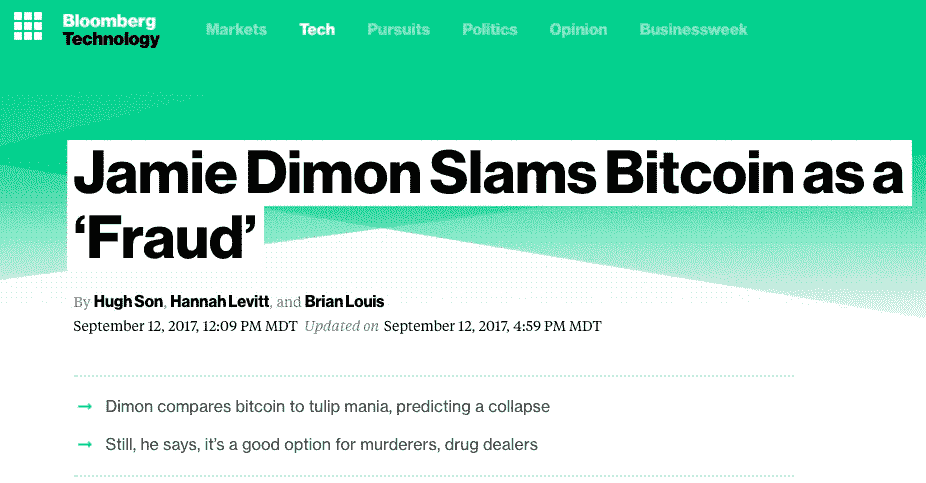 Bloomberg
Technology
Markets Tech Pursuits Politics Opinion Businessweek
Jamie Dimon Slams Bitcoin as a
‘Fraud’
By Hugh Son, Hannah Levitt, and Brian Louis
September 12, 2017, 12:09 PM MDT Updated on September 12, 2017, 4:59 PM MDT
→ Dimon compares bitcoin to tulip mania, predicting a collapse
→ Still, he says, it’s a good option for murderers, drug dealers